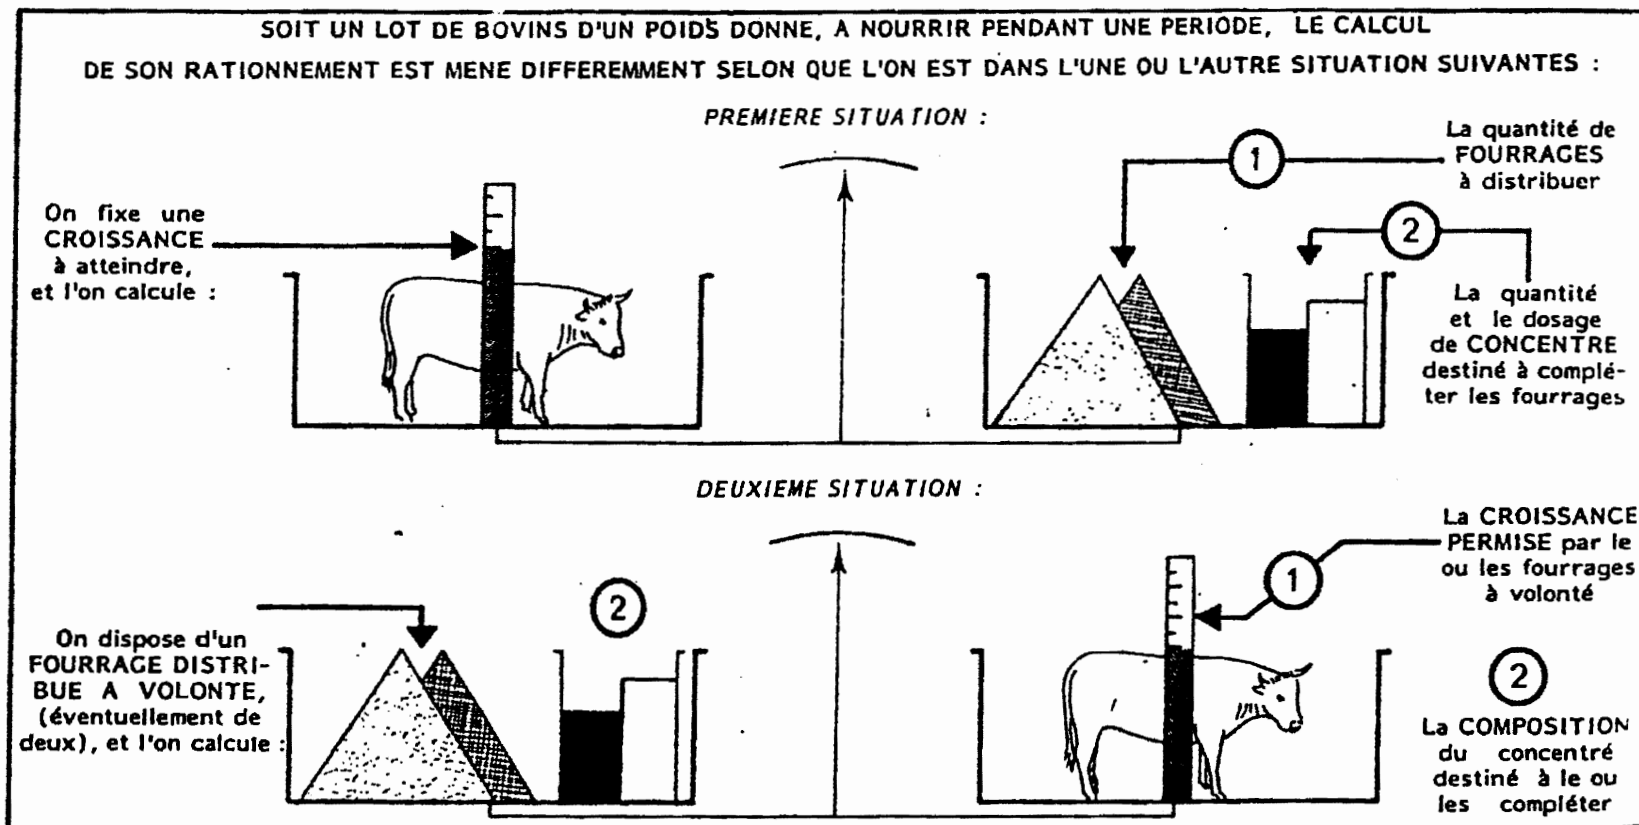 SOIT UN LOT DE BOVINS D'UN POIDS DONNE, A NOURRIR PENDANT UNE PERIODE, LE CALCUL
DE SON RATIONNEMENT EST MENE DIFFEREMMENT SELON QUE L'ON EST DANS L'UNE OU L'AUTRE SITUATION SUIVANTES :
PREMIERE SITUATION :
On fixe une
CROISSANCE
à atteindre,
et l'on calcule :
1
La quantité de
FOURRAGES
à distribuer
2
La quantité
et le dosage
de CONCENTRE
destiné à complé-
ter les fourrages
DEUXIEME SITUATION :
On dispose d'un
FOURRAGE DISTRI-
BUE A VOLONTE,
(éventuellement de
deux), et l'on calcule :
2
1
La CROISSANCE
PERMISE par le
ou les fourrages
à volonté
2
La COMPOSITION
du concentré
destiné à le ou
les compléter